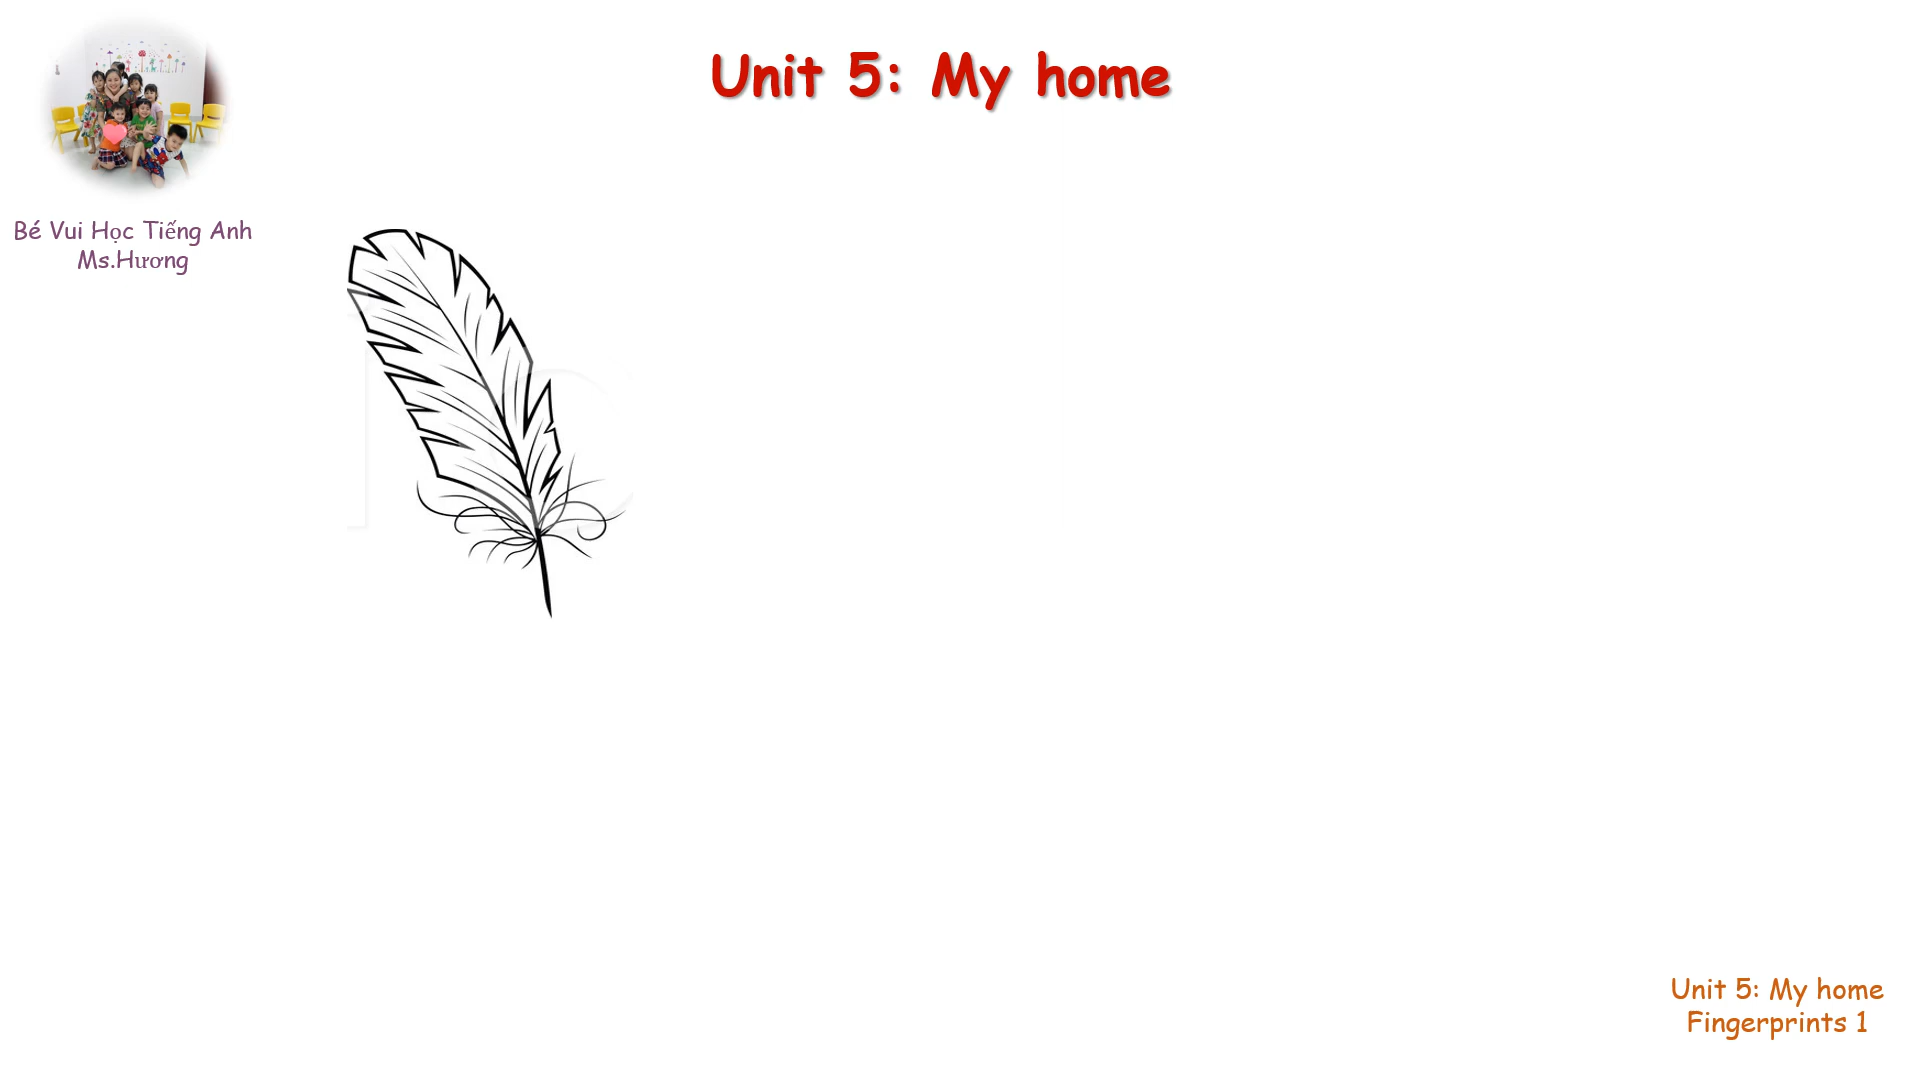 Unit 5: My home
Bé Vui Học Tiếng Anh
Ms.Hương
Unit 5: My home
Fingerprints 1